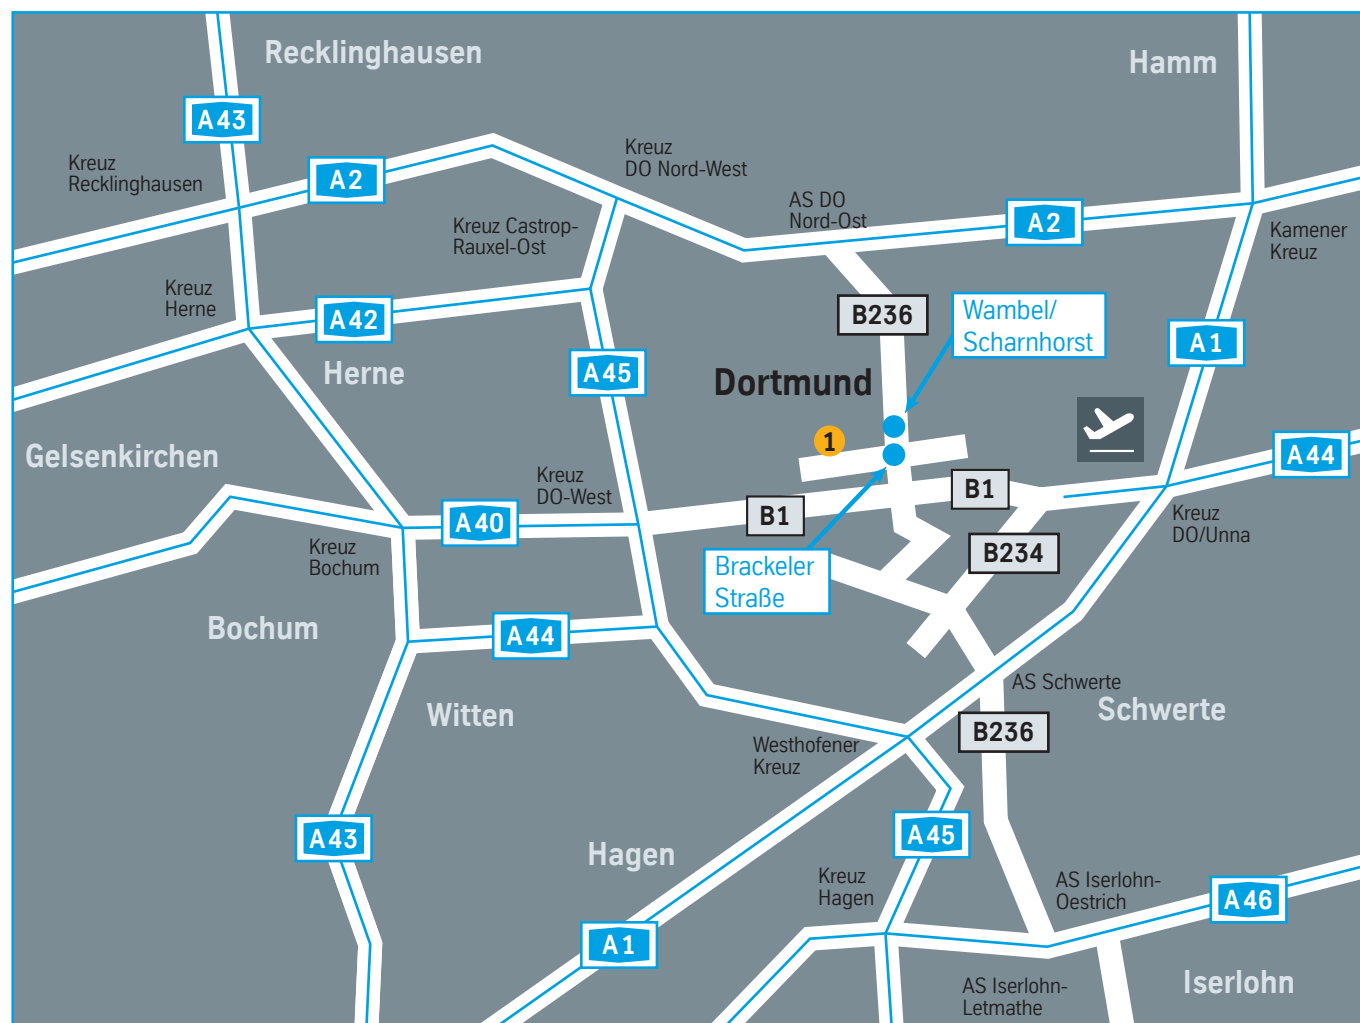 Recklinghausen
Hamm
A43
Kreuz
Recklinghausen
A2
Kreuz
DO Nord-West
AS DO
Nord-Ost
A2
Kreuz Castrop-
Rauxel-Ost
Kamener
Kreuz
Kreuz
Herne
A42
B236
Wambel/
Scharnhorst
A1
Herne
A45
Dortmund
1
Gelsenkirchen
A44
Kreuz
DO-West
B1
B1
A40
Kreuz
DO/Unna
Kreuz
Bochum
B234
Brackeler
Straße
Bochum
A44
AS Schwerte
Witten
Schwerte
B236
Westhofener
Kreuz
A43
A45
Hagen
Kreuz
Hagen
AS Iserlohn-
Oestrich
A46
A1
AS Iserlohn-
Letmathe
Iserlohn